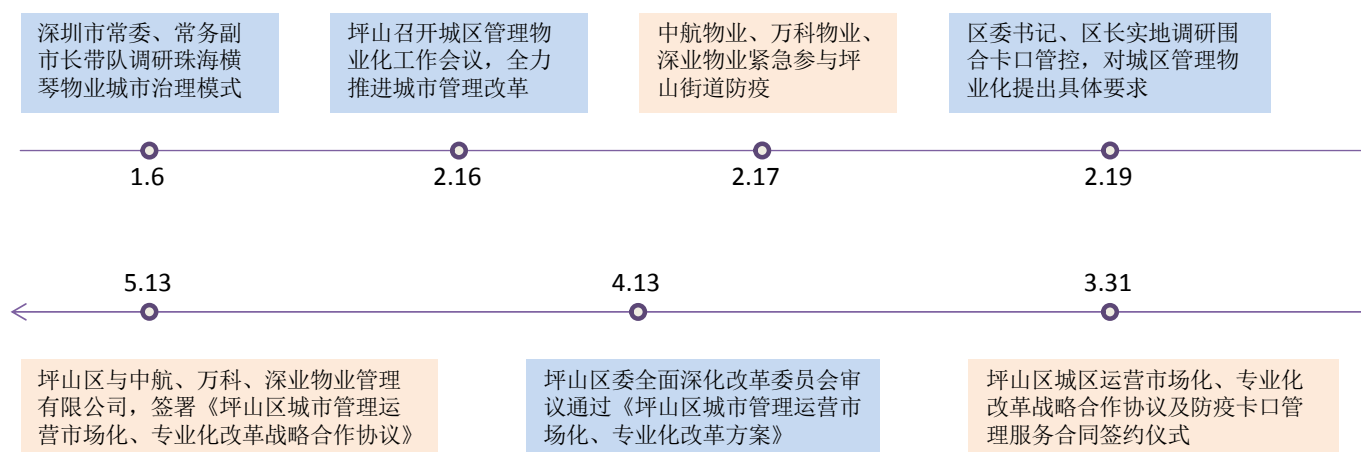 深圳市常委、常务副
市长带队调研珠海横
琴物业城市治理模式
坪山召开城区管理物
业化工作会议，全力
推进城市管理改革
中航物业、万科物业、
深业物业紧急参与坪
山街道防疫
区委书记、区长实地调研围
合卡口管控，对城区管理物
业化提出具体要求
1.6
2.16
2.17
2.19
5.13
4.13
3.31
坪山区与中航、万科、深业物业管理
有限公司，签署《坪山区城市管理运
营市场化、专业化改革战略合作协议》
坪山区委全面深化改革委员会审
议通过《坪山区城市管理运营市
场化、专业化改革方案》
坪山区城区运营市场化、专业化
改革战略合作协议及防疫卡口管
理服务合同签约仪式